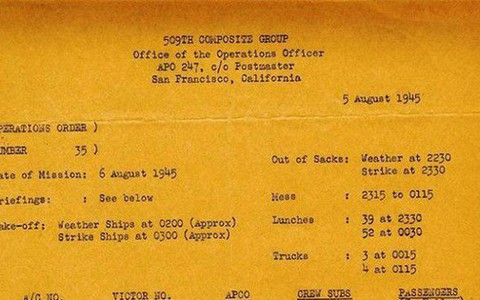 509TH COMPOSITE GROUP
Office of the Operations Officer
APO 247, c/o Postmaster
San Francisco, California
5 August 1945
PERATIONS ORDER )
UMBER 35 )
ate of Mission: 6 August 1945
riefings: : See below
ake-off: Weather Ships at 0200 (Approx)
Strike Ships at 0300 (Approx)
Out of Sacks: Weather at 2230
Strike at 2330
Mess : 2315 to 0115
Lunches : 39 at 2330
52 at 0030
Trucks : 3 at 0015
4 at 0115
A/C NO. VICTOR NO. APCO CREW SUBS PASSENGERS